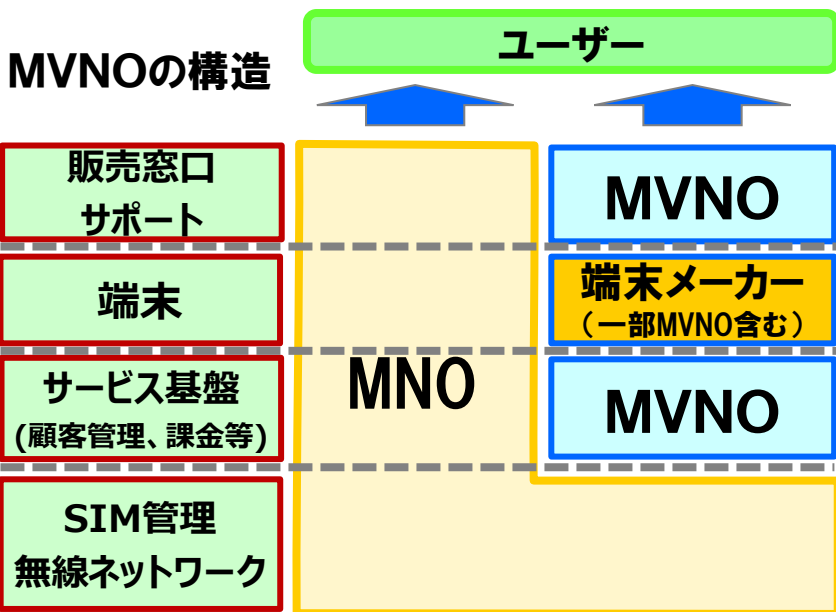 MVNOの構造
ユーザー
販売窓口
サポート
MVNO
端末
端末メーカー
（一部MVNO含む）
MNO
サービス基盤
(顧客管理、課金等)
MVNO
SIM管理
無線ネットワーク